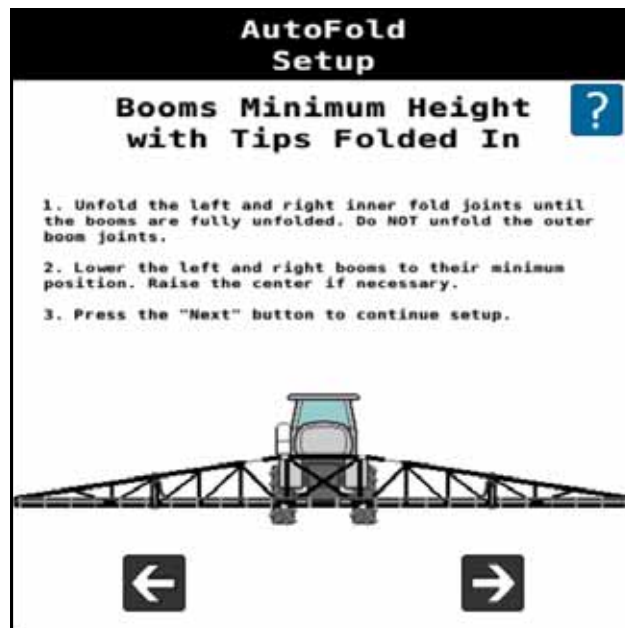 AutoFold
Setup
Booms Minimum Height
with Tips Folded In
?
1. Unfold the left and right inner fold joints until
the booms are fully unfolded. Do NOT unfold the outer
boom joints.
2. Lower the left and right booms to their minimum
position. Raise the center if necessary.
3. Press the "Next" button to continue setup.